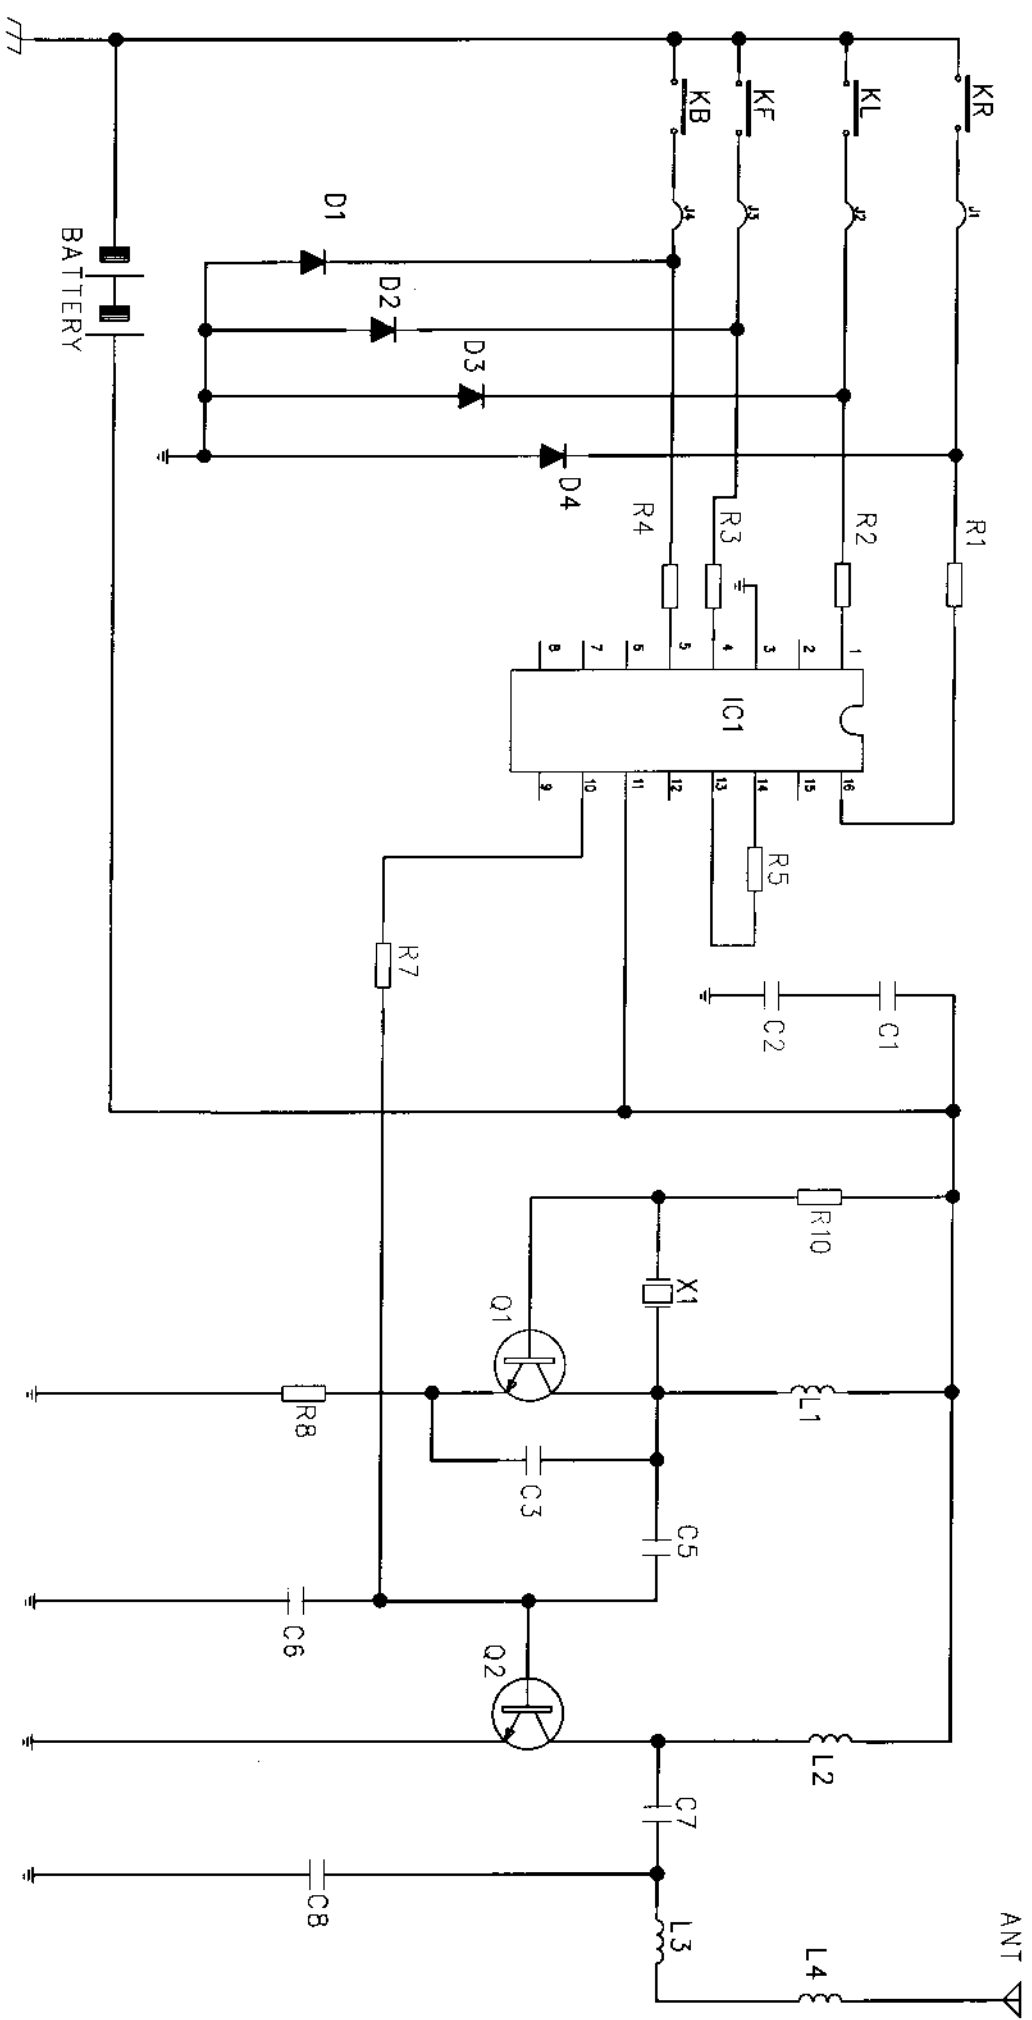 KR
KL
KF
KB
J1
J2
J3
J4
D1
D2
D3
D4
BATTERY
R1
R2
R3
R4
1
2
3
4
5
6
7
8
IC1
16
15
14
13
12
11
10
9
R5
R7
C1
C2
R10
X1
Q1
L1
R8
C3
C5
C6
Q2
L2
C7
C8
L3
L4
ANT